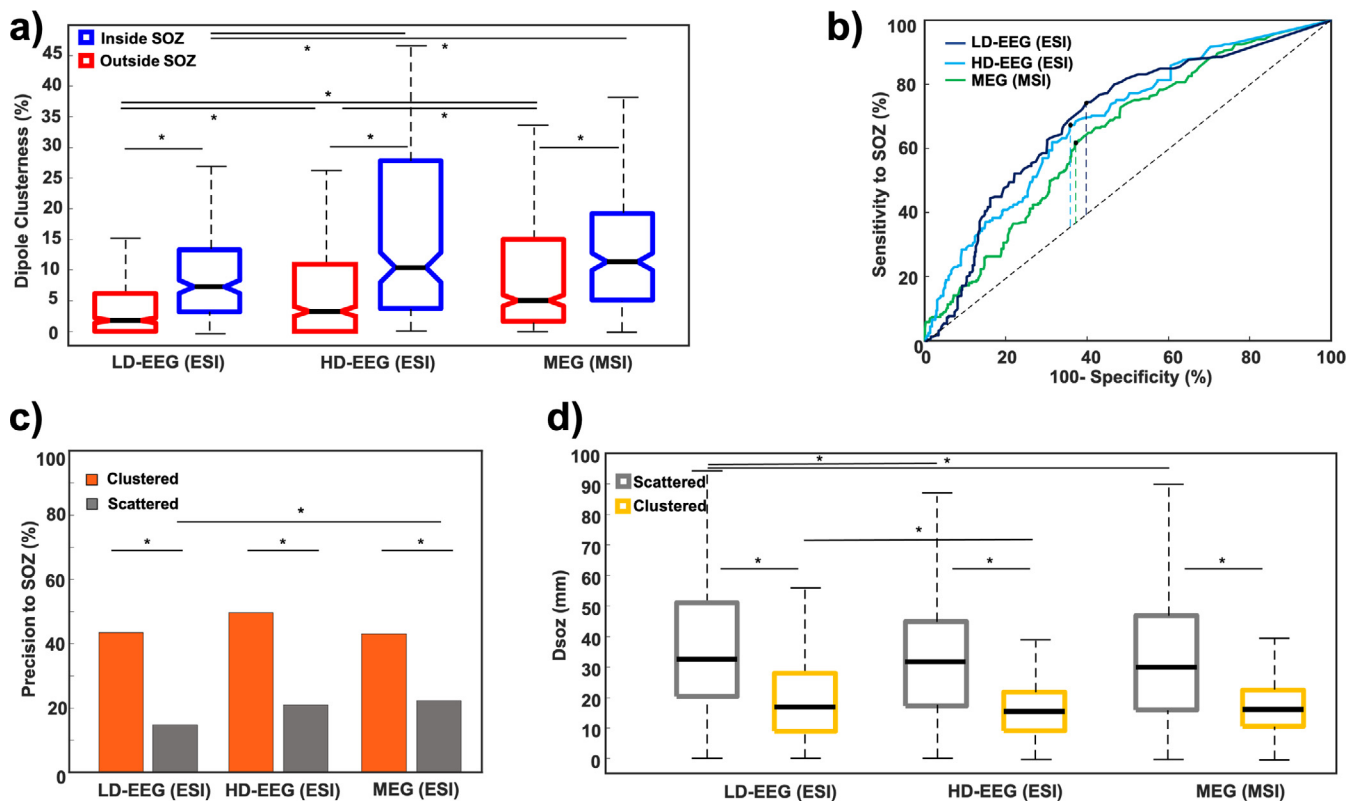 a)
Inside SOZ
Outside SOZ
Dipole Clusterness (%)
45
40
35
30
25
20
15
10
5
0
*
*
*
*
*
*
*
*
LD-EEG (ESI)
HD-EEG (ESI)
MEG (MSI)
b)
LD-EEG (ESI)
HD-EEG (ESI)
MEG (MSI)
Sensitivity to SOZ (%)
100
80
60
40
20
0
0
20
40
60
80
100
100- Specificity (%)
c)
Clustered
Scattered
Precision to SOZ (%)
100
80
60
40
20
0
*
*
*
*
LD-EEG (ESI)
HD-EEG (ESI)
MEG (ESI)
d)
Scattered
Clustered
Dsoz (mm)
100
90
80
70
60
50
40
30
20
10
0
*
*
*
*
*
*
LD-EEG (ESI)
HD-EEG (ESI)
MEG (MSI)